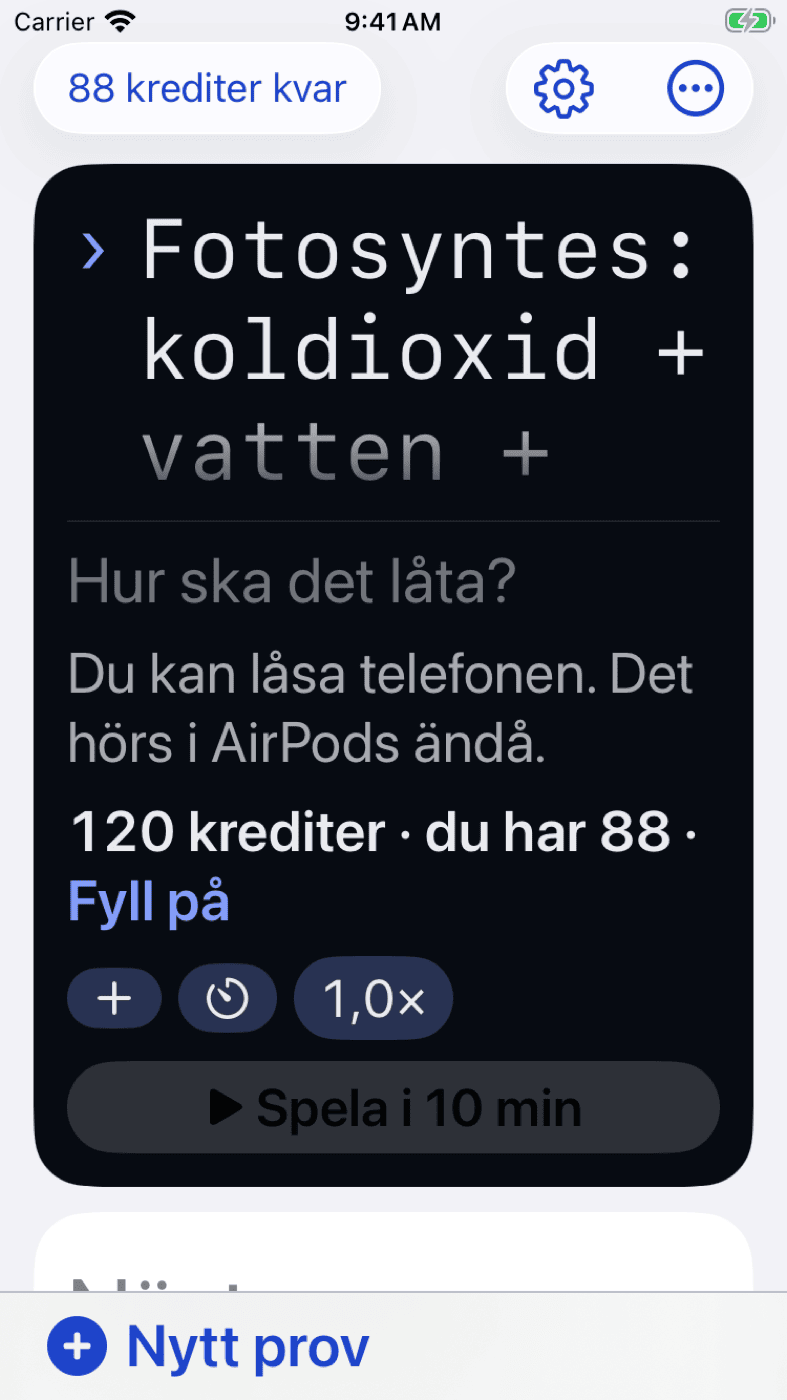 Carrier
9:41 AM
88 krediter kvar
› Fotosyntes:
koldioxid +
vatten +
Hur ska det låta?
Du kan låsa telefonen. Det
hörs i AirPods ändå.
120 krediter · du har 88 ·
Fyll på
1,0×
Spela i 10 min
Nytt prov